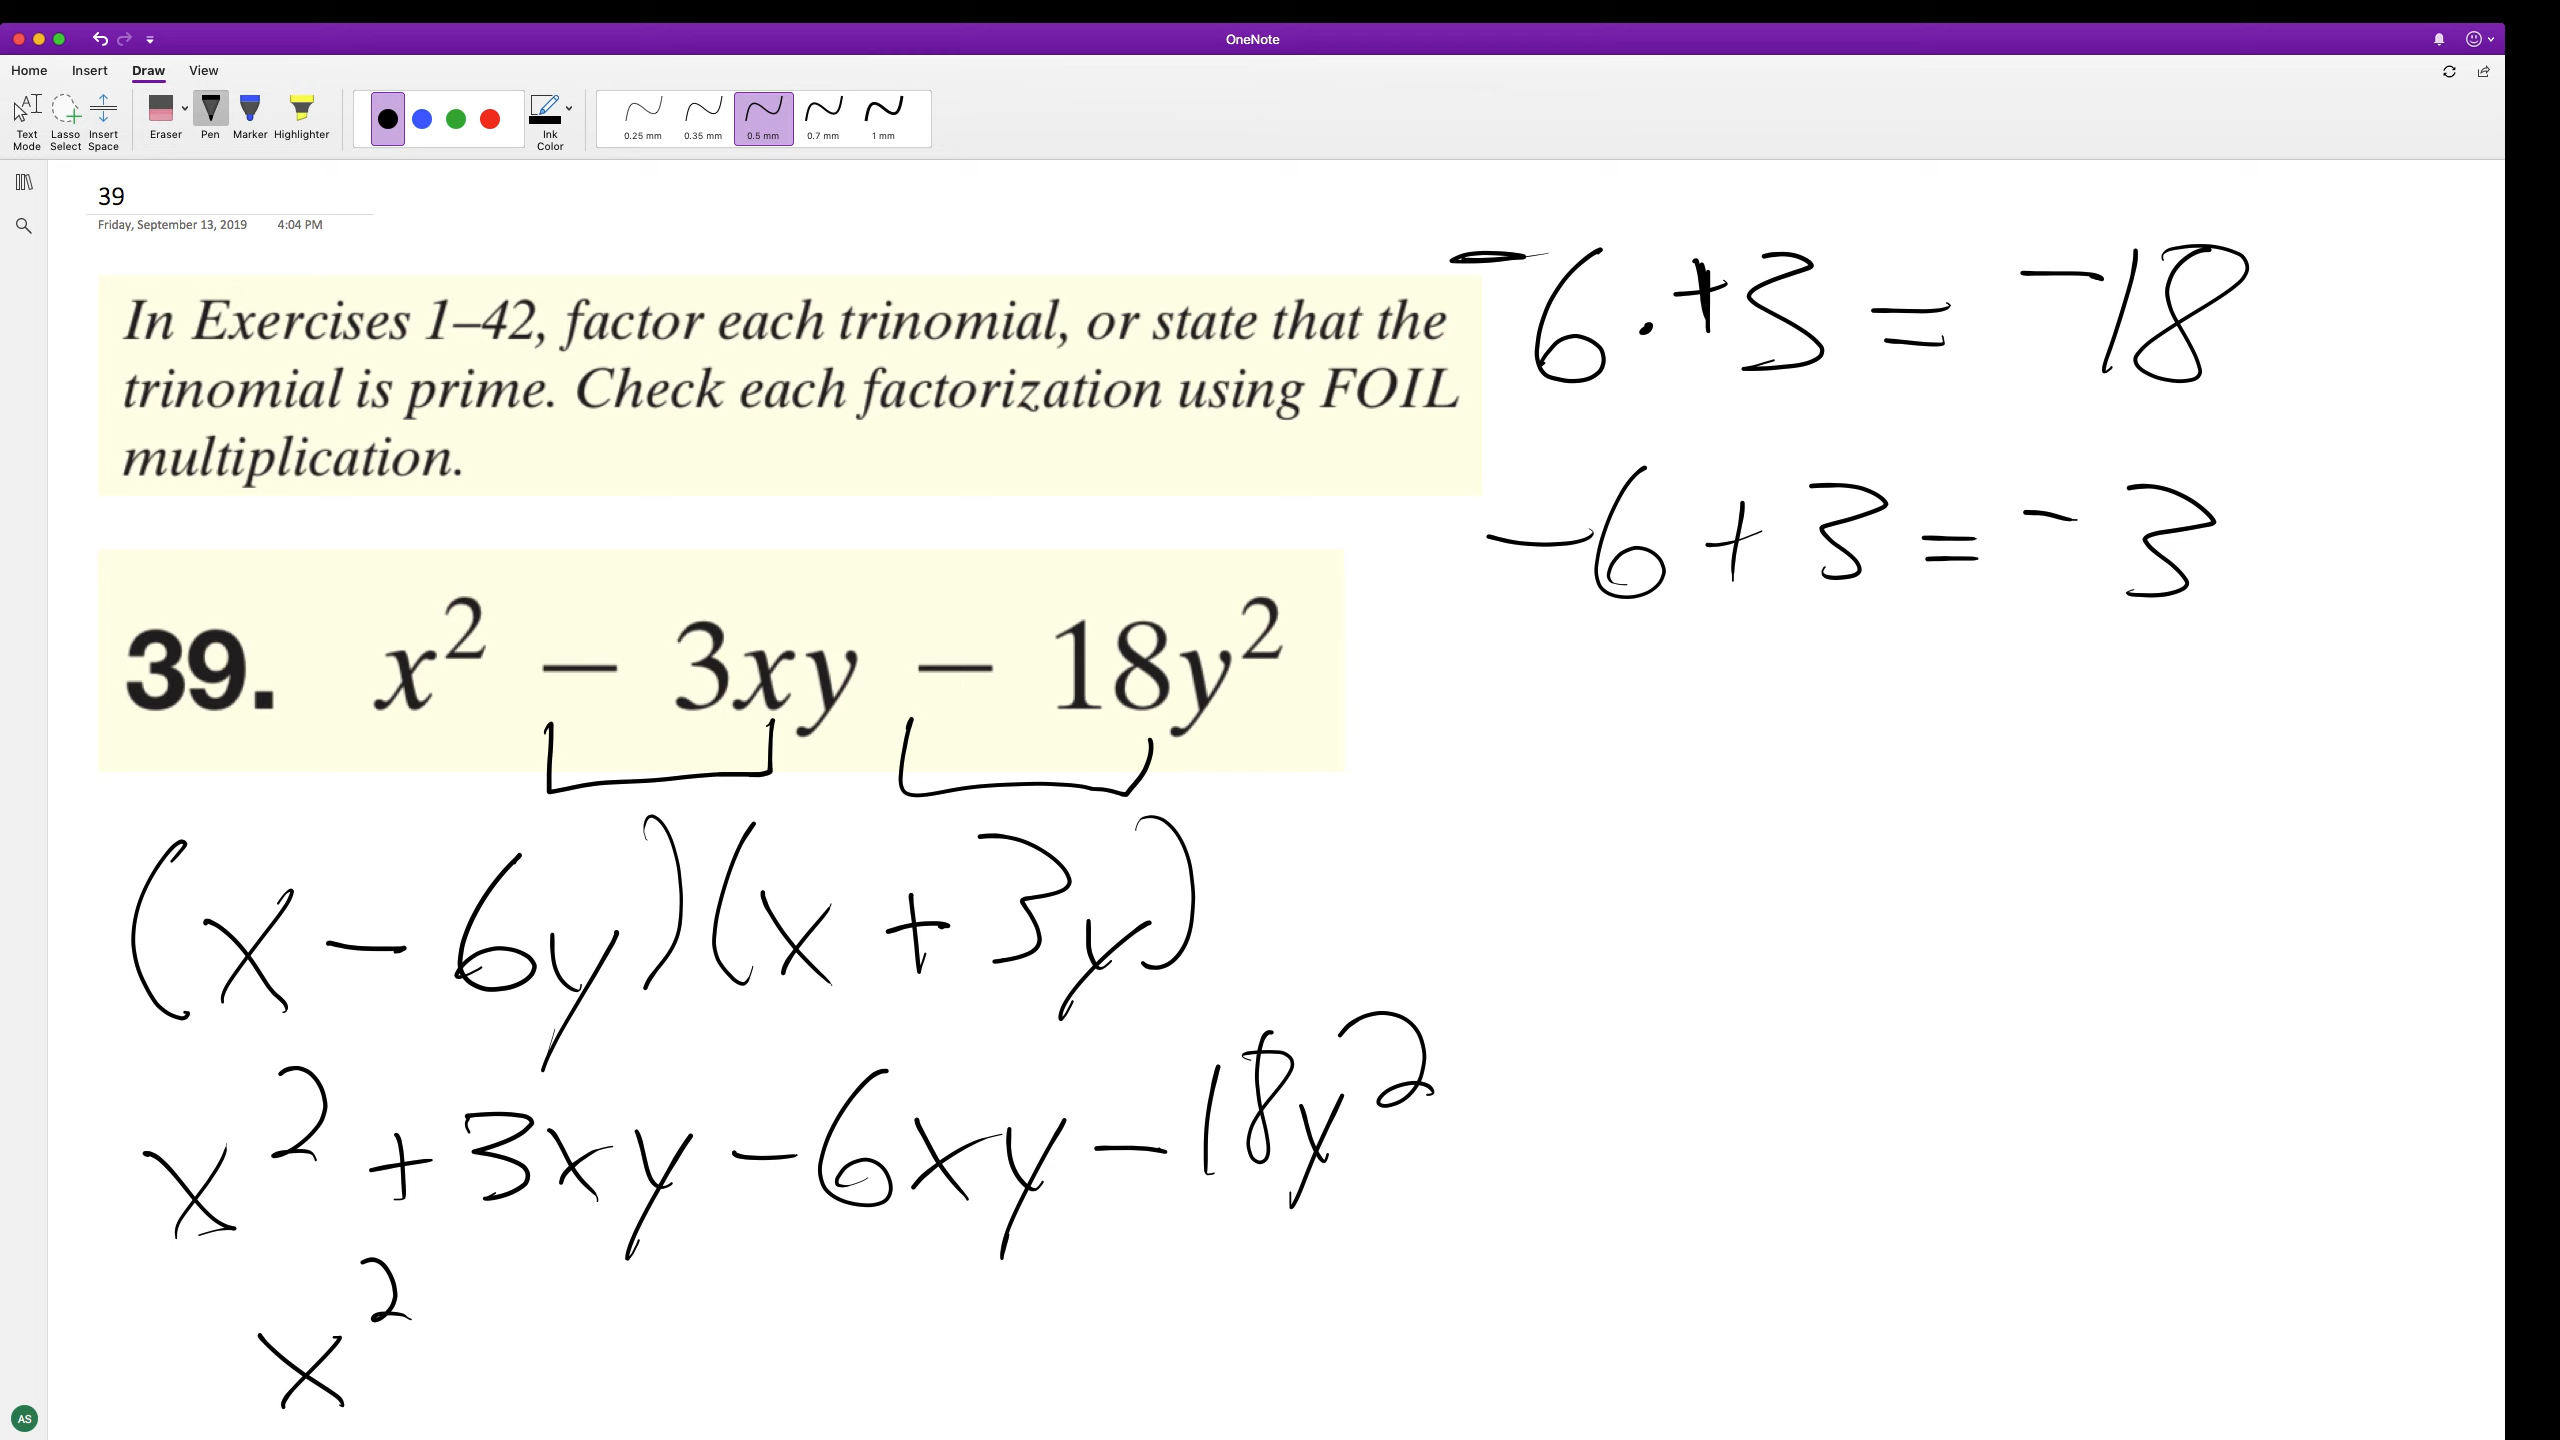 OneNote
Home Insert Draw View
Text Mode Lasso Select Insert Space Eraser Pen Marker Highlighter Ink Color 0.25 mm 0.35 mm 0.5 mm 0.7 mm 1 mm
39
Friday, September 13, 2019 4:04 PM
In Exercises 1–42, factor each trinomial, or state that the
trinomial is prime. Check each factorization using FOIL
multiplication.
-6 · +3 = -18
-6 + 3 = -3
39. x² − 3xy − 18y²
(x - 6y)(x + 3y)
x² + 3xy - 6xy - 18y²
x²
AS